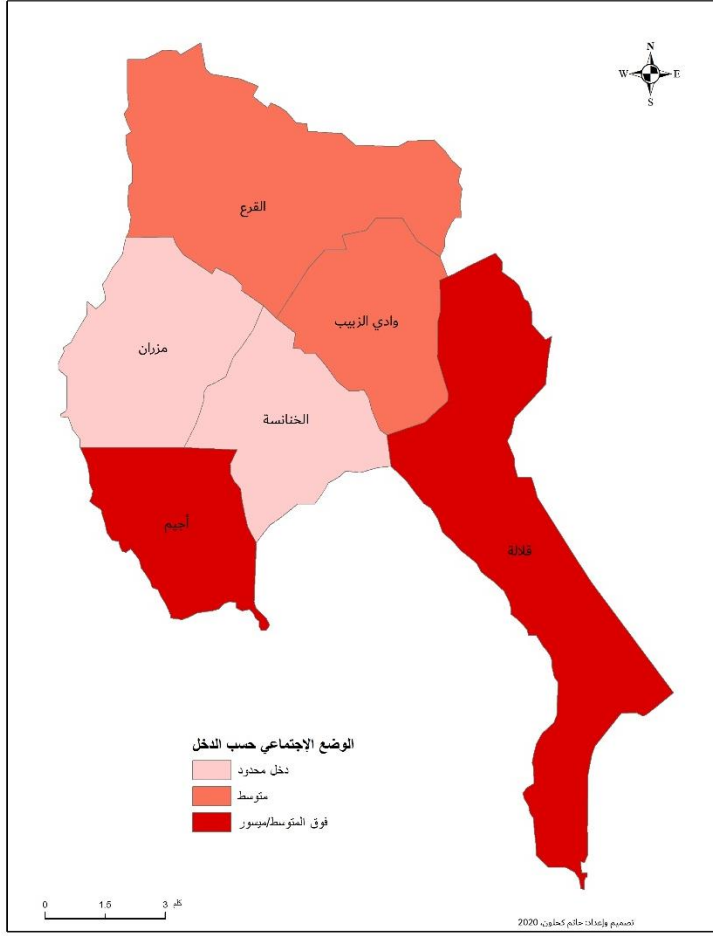 N
W E
S
القرع
وادي الزبيب
مزران
الخنانسة
أجيم
قلالة
الوضع الإجتماعي حسب الدخل
دخل محدود
متوسط
فوق المتوسط/ميسور
0 1.5 3 كلم
تصميم وإعداد: حاتم كحلون، 2020